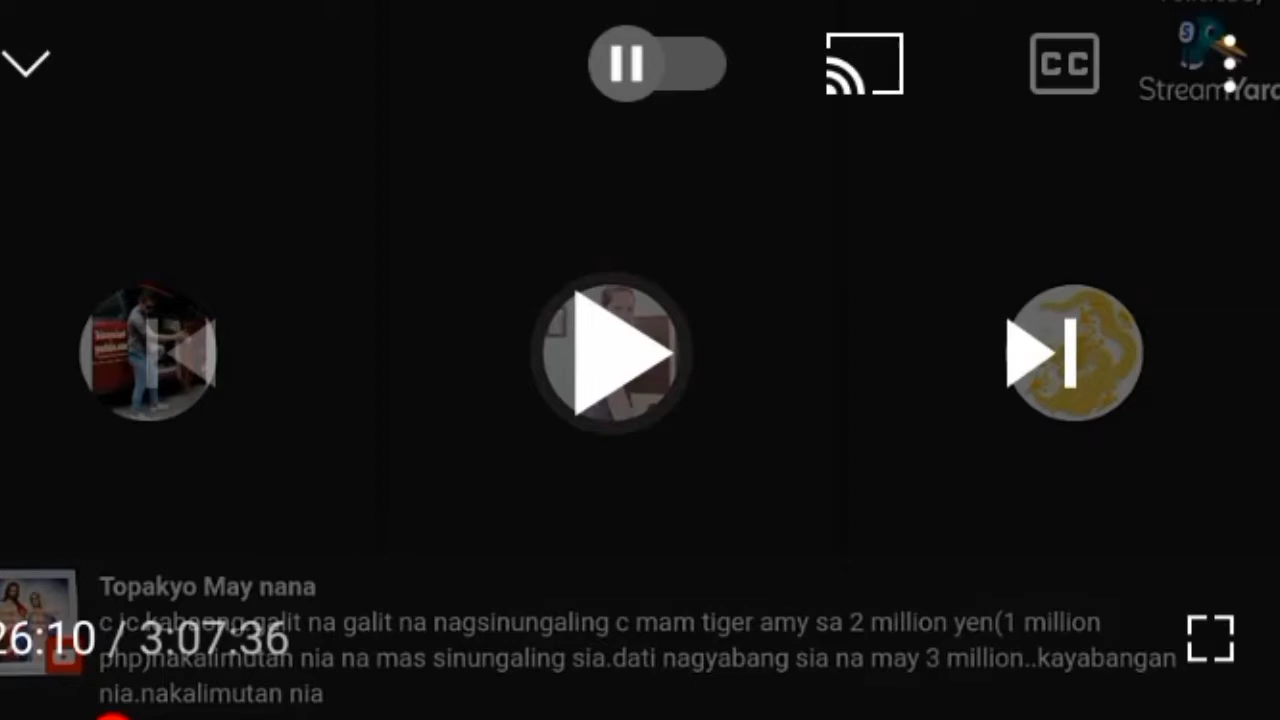 CC
StreamYard
Topakyo May nana
galit na galit na nagsinungaling c mam tiger amy sa 2 million yen(1 million
php)nakalimutan nia na mas sinungaling sia.dati nagyabang sia na may 3 million..kayabangan
nia.nakalimutan nia
26:10 / 3:07:36